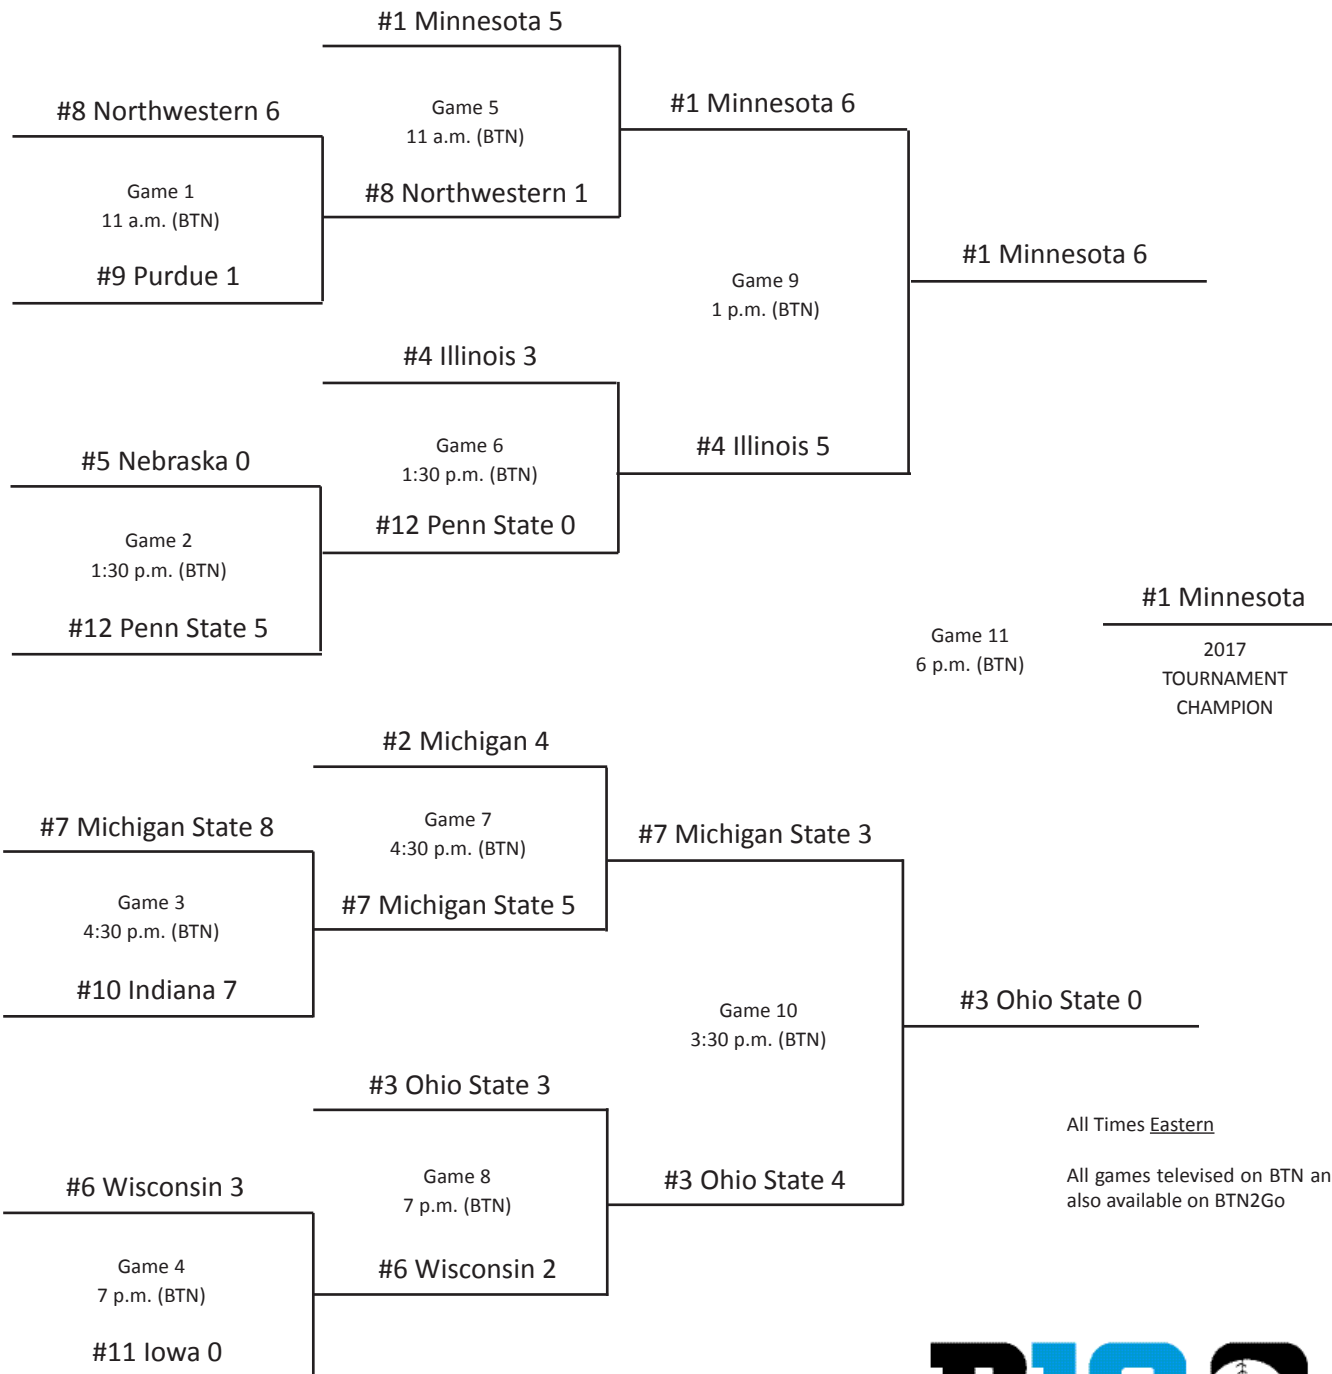 #1 Minnesota 5
#8 Northwestern 6
Game 5
11 a.m. (BTN)
#1 Minnesota 6
Game 1
11 a.m. (BTN)
#8 Northwestern 1
#9 Purdue 1
#1 Minnesota 6
Game 9
1 p.m. (BTN)
#4 Illinois 3
#5 Nebraska 0
Game 6
1:30 p.m. (BTN)
#4 Illinois 5
Game 2
1:30 p.m. (BTN)
#12 Penn State 0
#12 Penn State 5
Game 11
6 p.m. (BTN)
#1 Minnesota
2017
TOURNAMENT
CHAMPION
#2 Michigan 4
#7 Michigan State 8
Game 7
4:30 p.m. (BTN)
#7 Michigan State 3
Game 3
4:30 p.m. (BTN)
#7 Michigan State 5
#10 Indiana 7
Game 10
3:30 p.m. (BTN)
#3 Ohio State 0
#3 Ohio State 3
#6 Wisconsin 3
Game 8
7 p.m. (BTN)
#3 Ohio State 4
Game 4
7 p.m. (BTN)
#6 Wisconsin 2
#11 Iowa 0
All Times Eastern
All games televised on BTN an
also available on BTN2Go